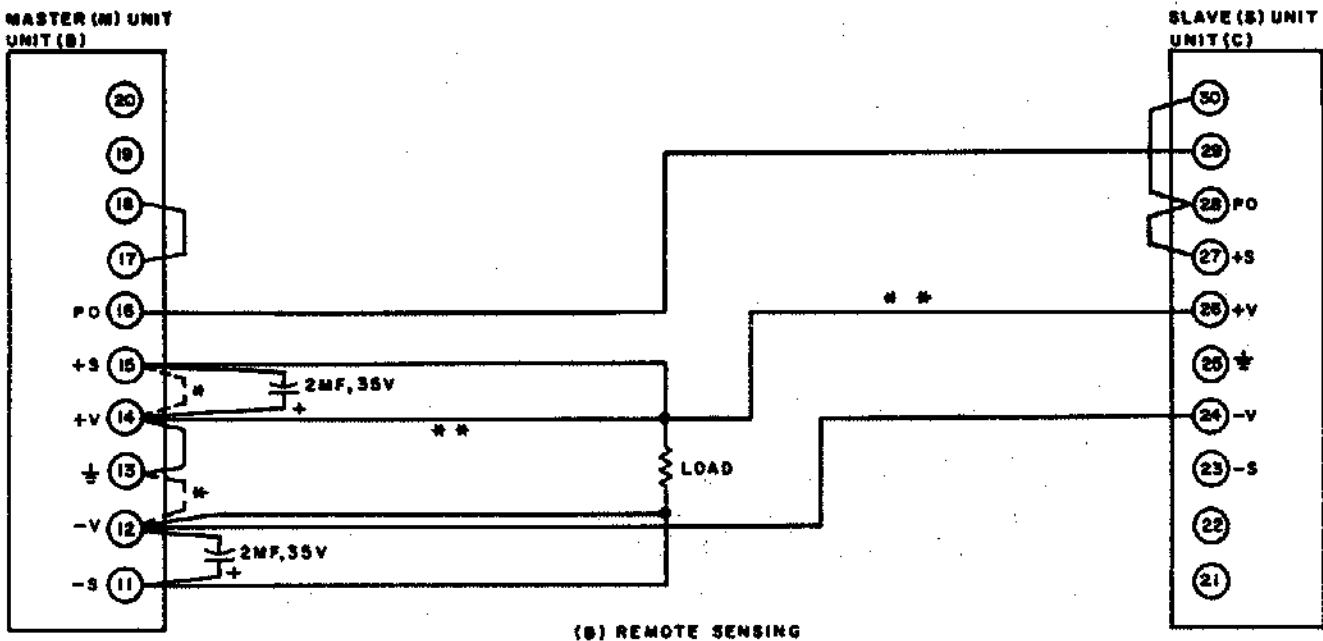 MASTER (M) UNIT
UNIT (B)
SLAVE (S) UNIT
UNIT (C)
20
19
18
17
PO 16
+S 15
+V 14
13
-V 12
-S 11
* 2MF, 35V
+
* *
*
2MF, 35V
+
LOAD
* *
30
29
28 PO
27 +S
26 +V
25
24 -V
23 -S
22
21
(B) REMOTE SENSING